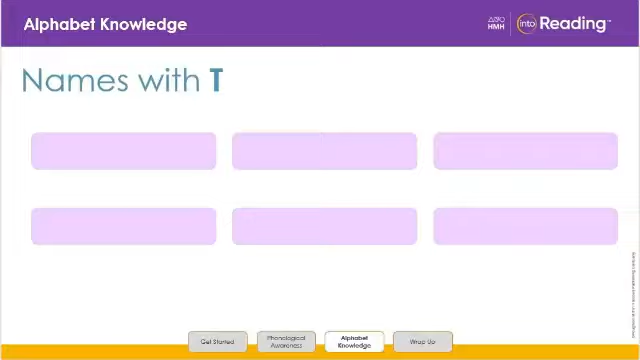 Alphabet Knowledge
HMH
into Reading
Names with T
Get Started
Phonological
Awareness
Alphabet
Knowledge
Wrap Up